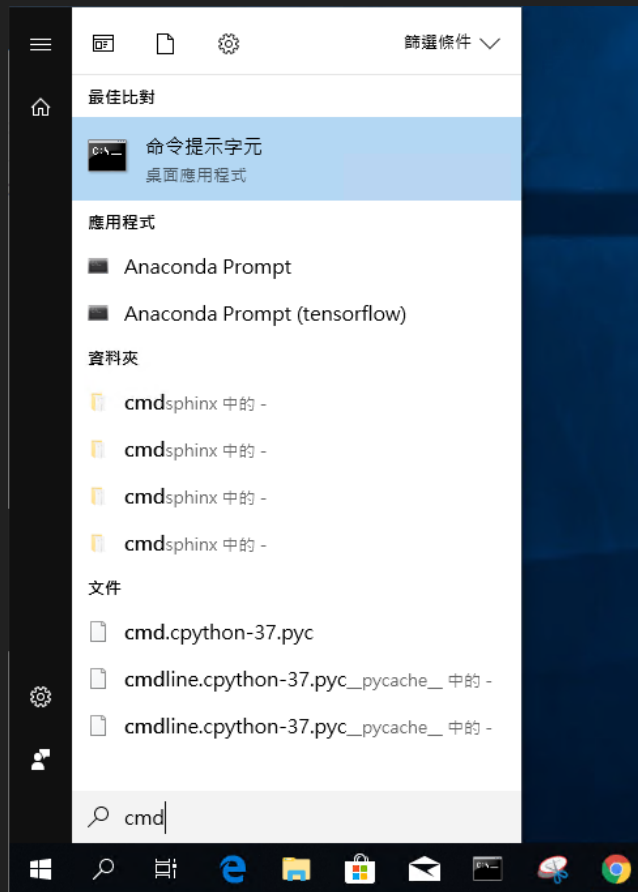 篩選條件
最佳比對
命令提示字元
桌面應用程式
應用程式
Anaconda Prompt
Anaconda Prompt (tensorflow)
資料夾
cmdsphinx 中的 -
cmdsphinx 中的 -
cmdsphinx 中的 -
cmdsphinx 中的 -
文件
cmd.cpython-37.pyc
cmdline.cpython-37.pyc__pycache__ 中的 -
cmdline.cpython-37.pyc__pycache__ 中的 -
cmd